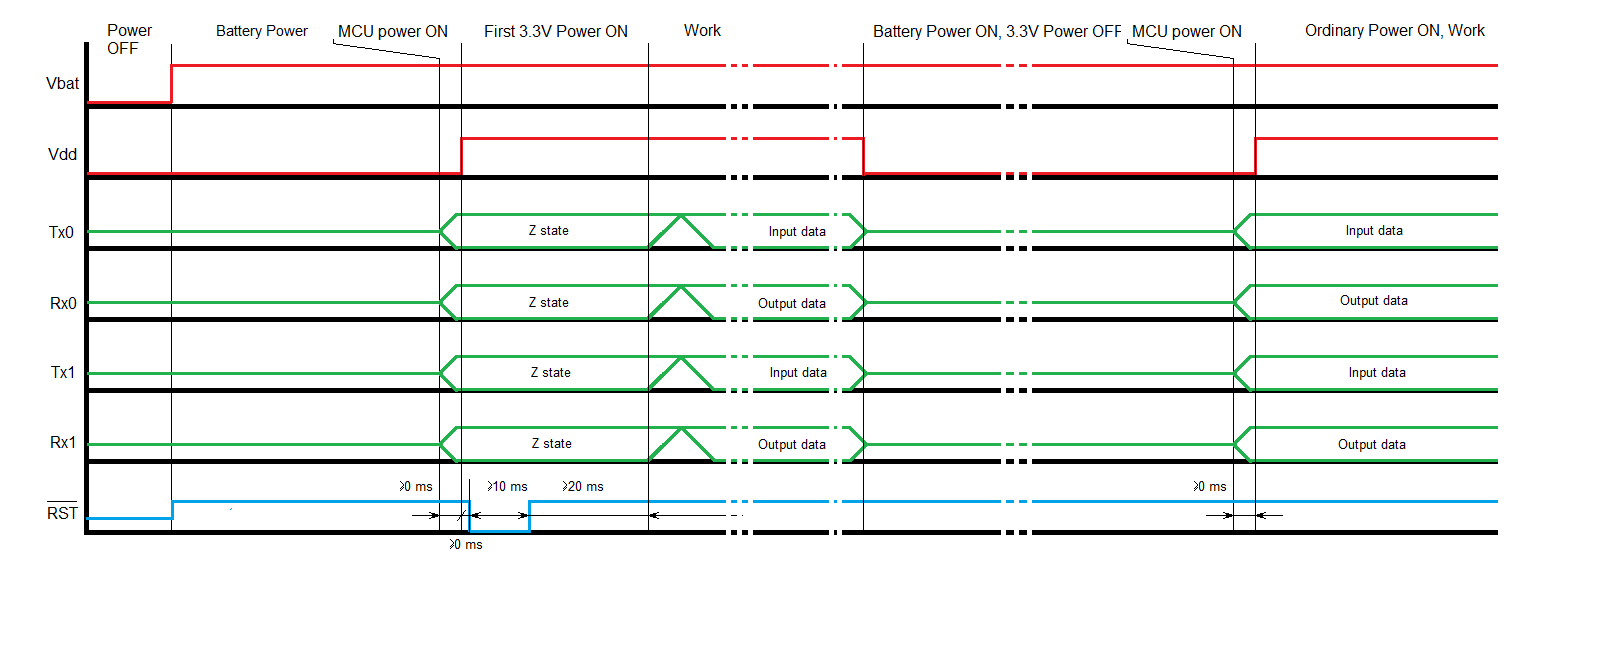 Power
OFF
Battery Power
MCU power ON
First 3.3V Power ON
Work
Battery Power ON, 3.3V Power OFF
MCU power ON
Ordinary Power ON, Work
Vbat
Vdd
Tx0
Z state
Input data
Input data
Rx0
Z state
Output data
Output data
Tx1
Z state
Input data
Input data
Rx1
Z state
Output data
Output data
⩾0 ms
⩾10 ms
⩾20 ms
⩾0 ms
RST
⩾0 ms